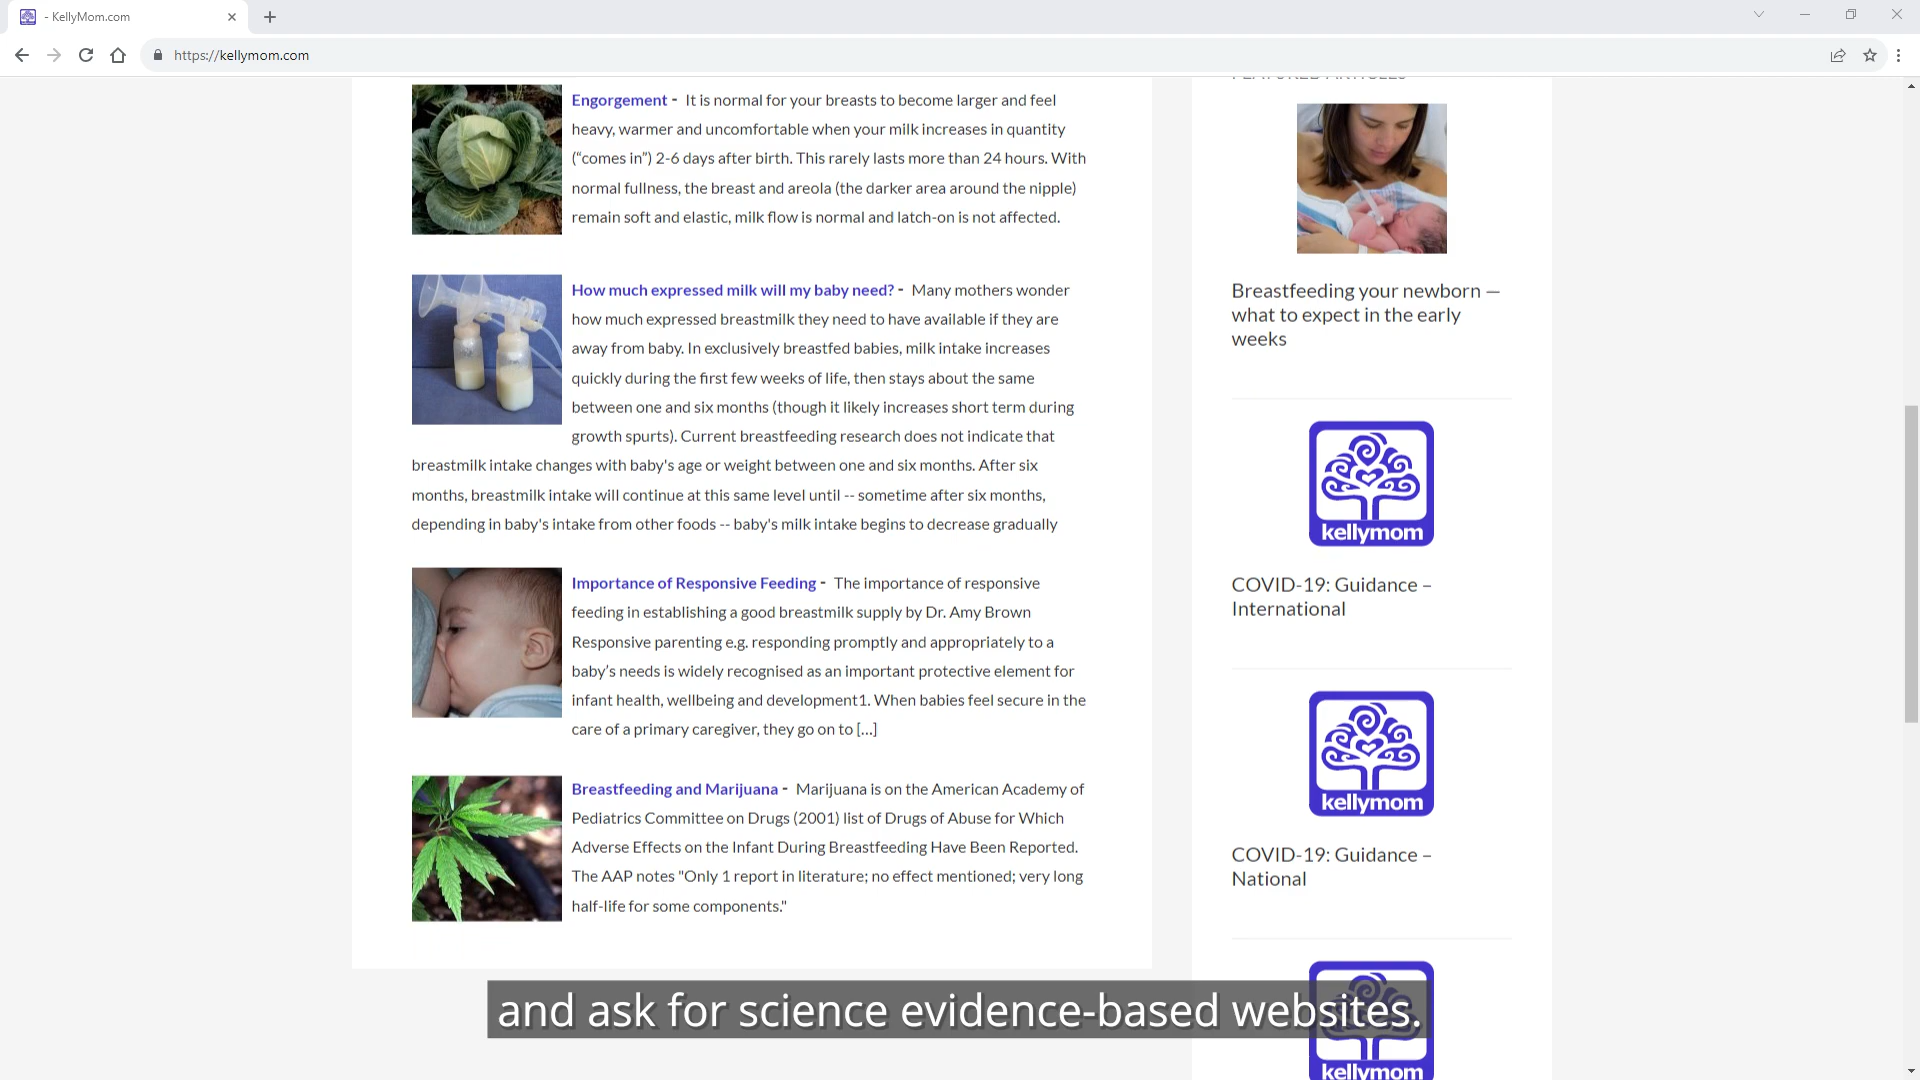 - KellyMom.com
https://kellymom.com
Engorgement - It is normal for your breasts to become larger and feel
heavy, warmer and uncomfortable when your milk increases in quantity
(“comes in”) 2-6 days after birth. This rarely lasts more than 24 hours. With
normal fullness, the breast and areola (the darker area around the nipple)
remain soft and elastic, milk flow is normal and latch-on is not affected.
How much expressed milk will my baby need? - Many mothers wonder
how much expressed breastmilk they need to have available if they are
away from baby. In exclusively breastfed babies, milk intake increases
quickly during the first few weeks of life, then stays about the same
between one and six months (though it likely increases short term during
growth spurts). Current breastfeeding research does not indicate that
breastmilk intake changes with baby's age or weight between one and six months. After six
months, breastmilk intake will continue at this same level until -- sometime after six months,
depending in baby's intake from other foods -- baby's milk intake begins to decrease gradually
Importance of Responsive Feeding - The importance of responsive
feeding in establishing a good breastmilk supply by Dr. Amy Brown
Responsive parenting e.g. responding promptly and appropriately to a
baby’s needs is widely recognised as an important protective element for
infant health, wellbeing and development1. When babies feel secure in the
care of a primary caregiver, they go on to [...]
Breastfeeding and Marijuana - Marijuana is on the American Academy of
Pediatrics Committee on Drugs (2001) list of Drugs of Abuse for Which
Adverse Effects on the Infant During Breastfeeding Have Been Reported.
The AAP notes "Only 1 report in literature; no effect mentioned; very long
half-life for some components."
Breastfeeding your newborn —
what to expect in the early
weeks
kellymom
COVID-19: Guidance –
International
kellymom
COVID-19: Guidance –
National
kellymom
and ask for science evidence-based websites.